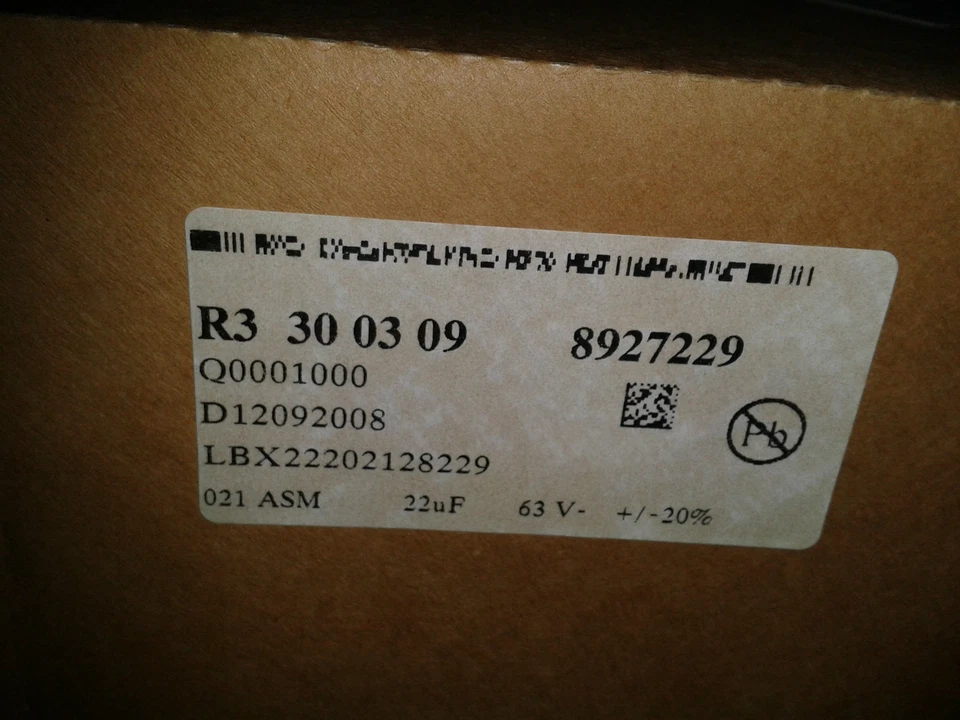 R3 30 03 09 8927229
Q0001000
D12092008
Pb
LBX22202128229
021 ASM 22uF 63 V- +/-20%